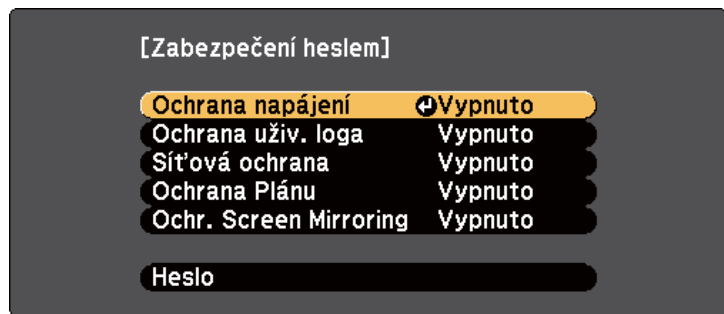 [Zabezpečení heslem]
Ochrana napájení Vypnuto
Ochrana uživ. loga Vypnuto
Síťová ochrana Vypnuto
Ochrana Plánu Vypnuto
Ochr. Screen Mirroring Vypnuto
Heslo